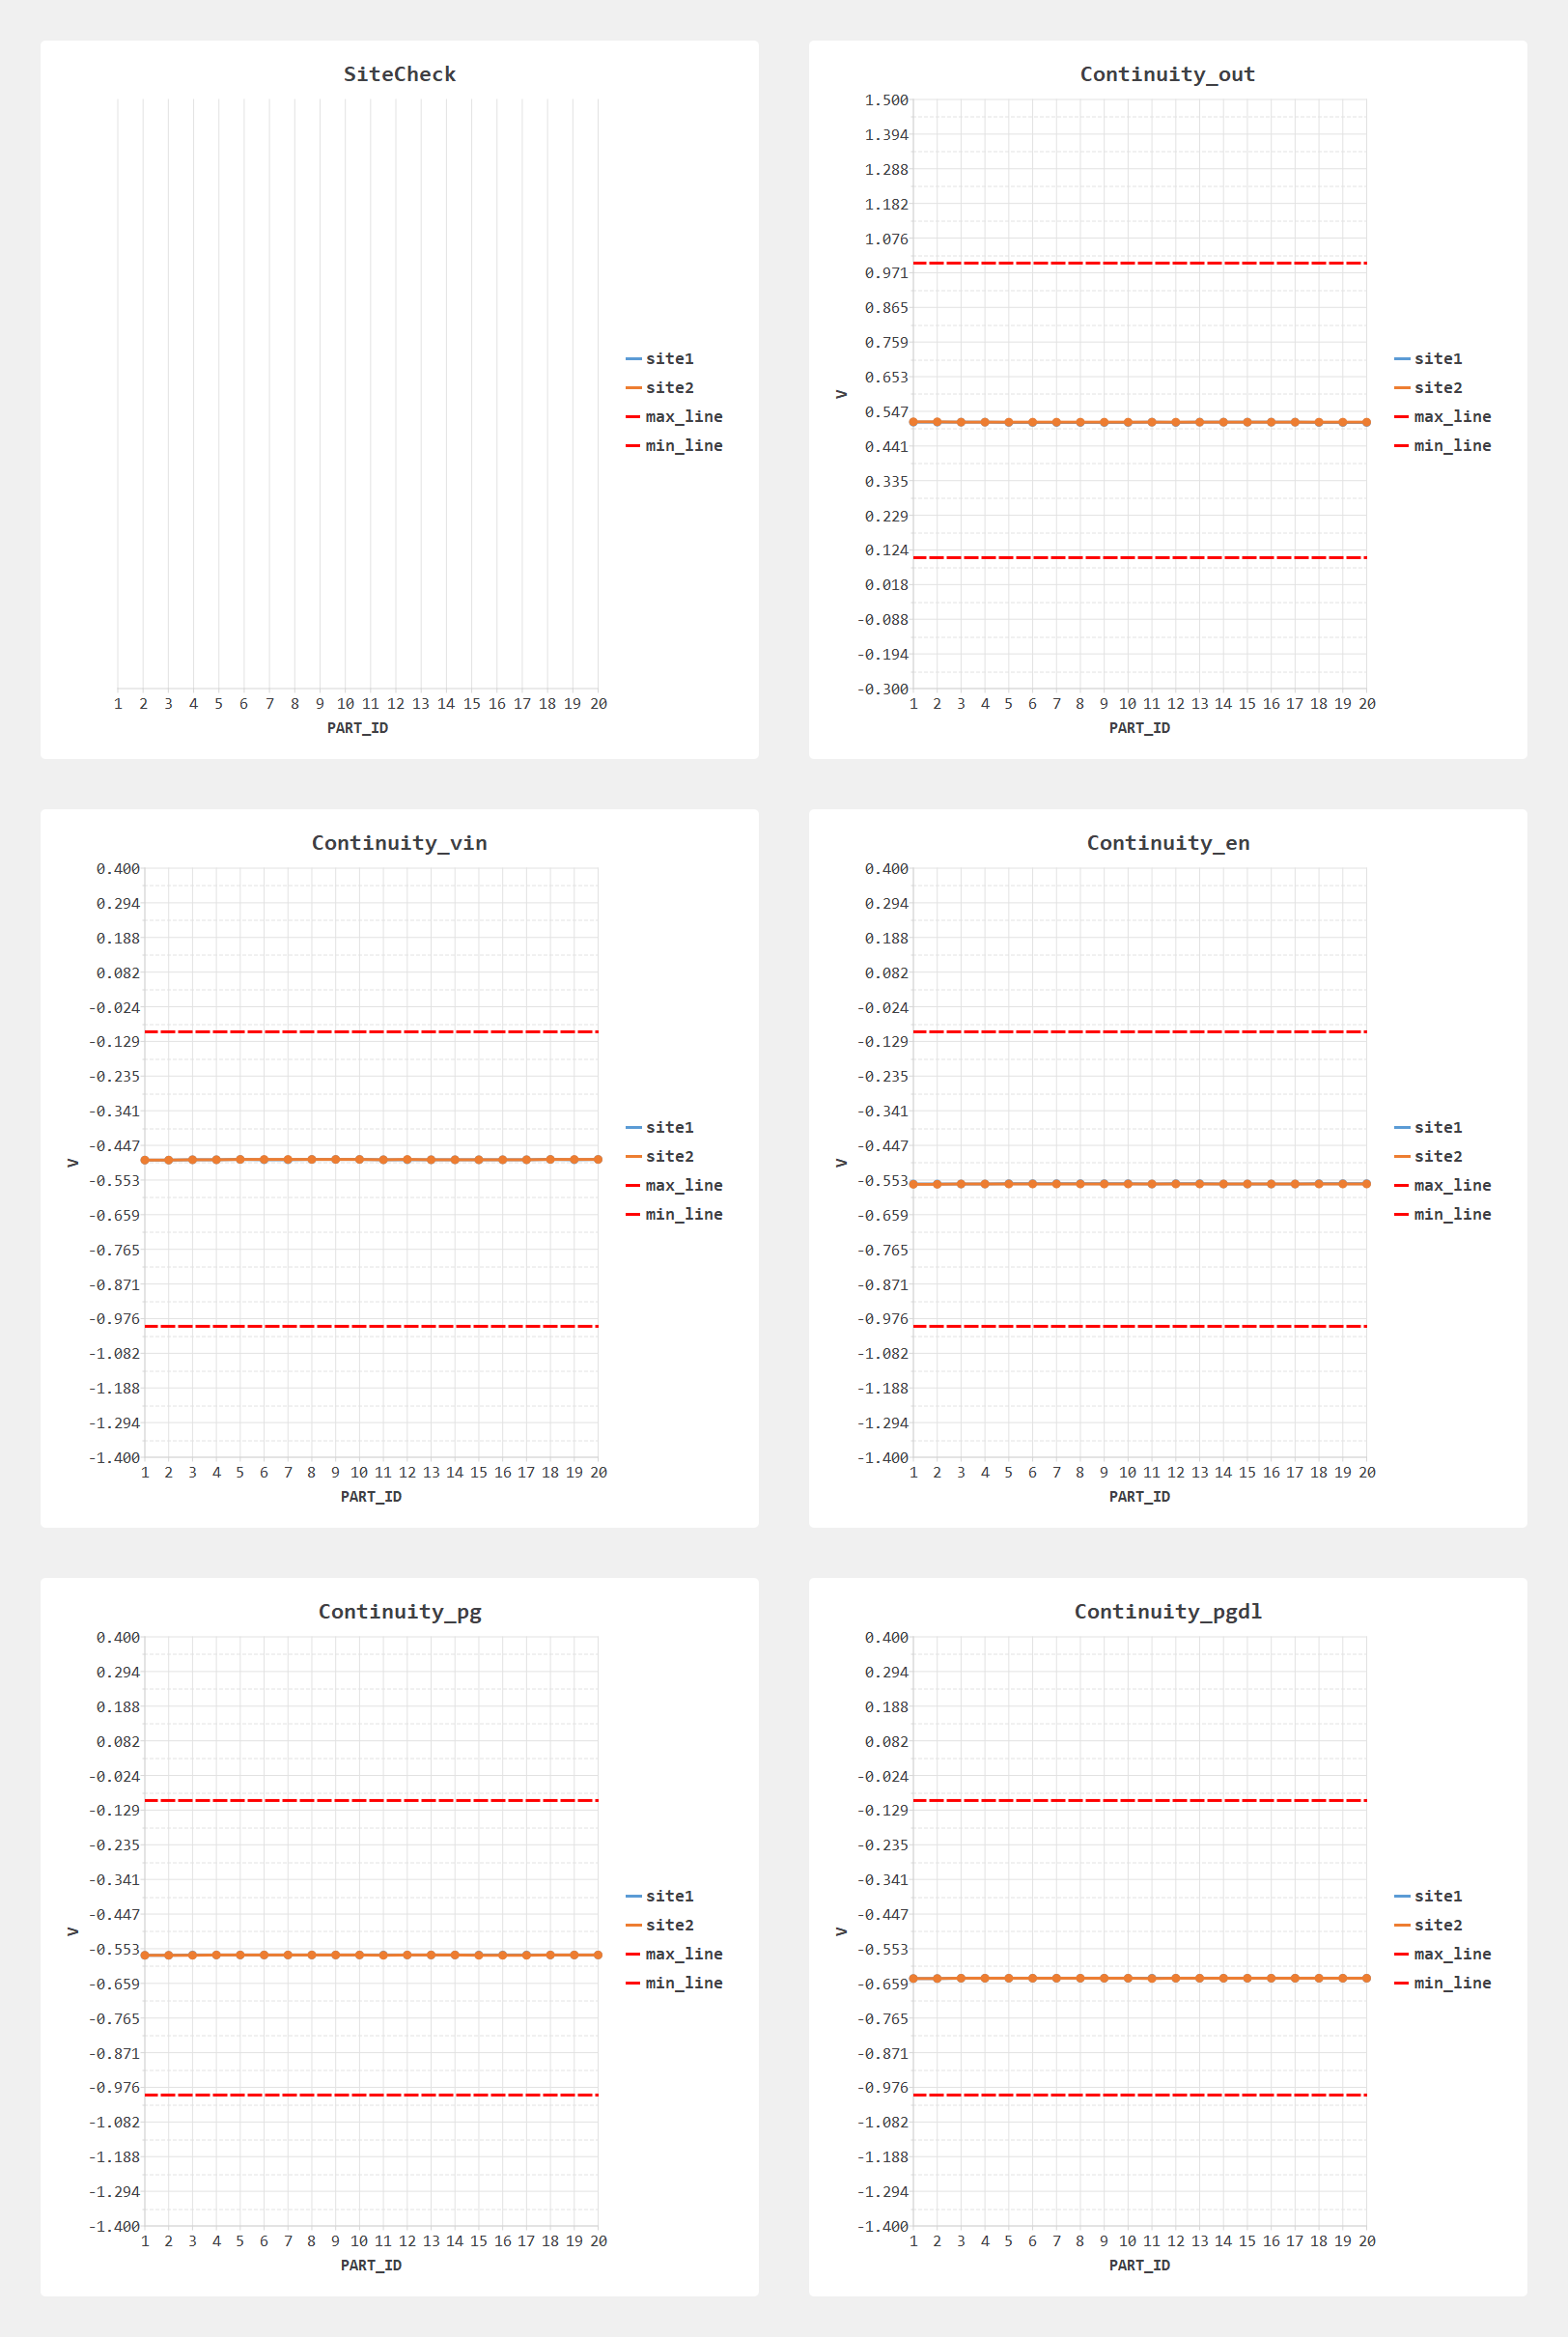 SiteCheck
site1
site2
max_line
min_line
1 2 3 4 5 6 7 8 9 10 11 12 13 14 15 16 17 18 19 20
PART_ID
Continuity_out
1.500
1.394
1.288
1.182
1.076
0.971
0.865
0.759
0.653
0.547
0.441
0.335
0.229
0.124
0.018
-0.088
-0.194
-0.300
V
site1
site2
max_line
min_line
1 2 3 4 5 6 7 8 9 10 11 12 13 14 15 16 17 18 19 20
PART_ID
Continuity_vin
0.400
0.294
0.188
0.082
-0.024
-0.129
-0.235
-0.341
-0.447
-0.553
-0.659
-0.765
-0.871
-0.976
-1.082
-1.188
-1.294
-1.400
V
site1
site2
max_line
min_line
1 2 3 4 5 6 7 8 9 10 11 12 13 14 15 16 17 18 19 20
PART_ID
Continuity_en
0.400
0.294
0.188
0.082
-0.024
-0.129
-0.235
-0.341
-0.447
-0.553
-0.659
-0.765
-0.871
-0.976
-1.082
-1.188
-1.294
-1.400
V
site1
site2
max_line
min_line
1 2 3 4 5 6 7 8 9 10 11 12 13 14 15 16 17 18 19 20
PART_ID
Continuity_pg
0.400
0.294
0.188
0.082
-0.024
-0.129
-0.235
-0.341
-0.447
-0.553
-0.659
-0.765
-0.871
-0.976
-1.082
-1.188
-1.294
-1.400
V
site1
site2
max_line
min_line
1 2 3 4 5 6 7 8 9 10 11 12 13 14 15 16 17 18 19 20
PART_ID
Continuity_pgdl
0.400
0.294
0.188
0.082
-0.024
-0.129
-0.235
-0.341
-0.447
-0.553
-0.659
-0.765
-0.871
-0.976
-1.082
-1.188
-1.294
-1.400
V
site1
site2
max_line
min_line
1 2 3 4 5 6 7 8 9 10 11 12 13 14 15 16 17 18 19 20
PART_ID